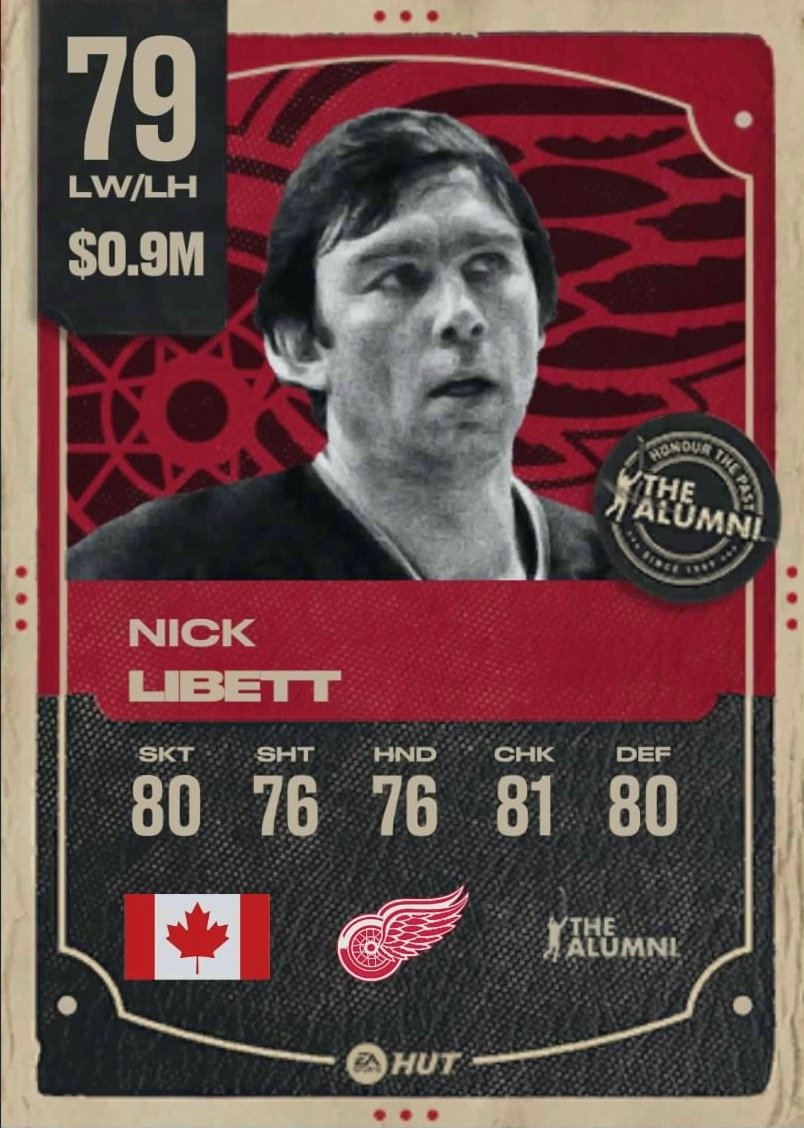 79
LW/LH
$0.9M
HONOUR THE PAST
THE
ALUMNI
NICK
LIBETT
SKT SHT HND CHK DEF
80 76 76 81 80
THE
ALUMNI
EA
HUT